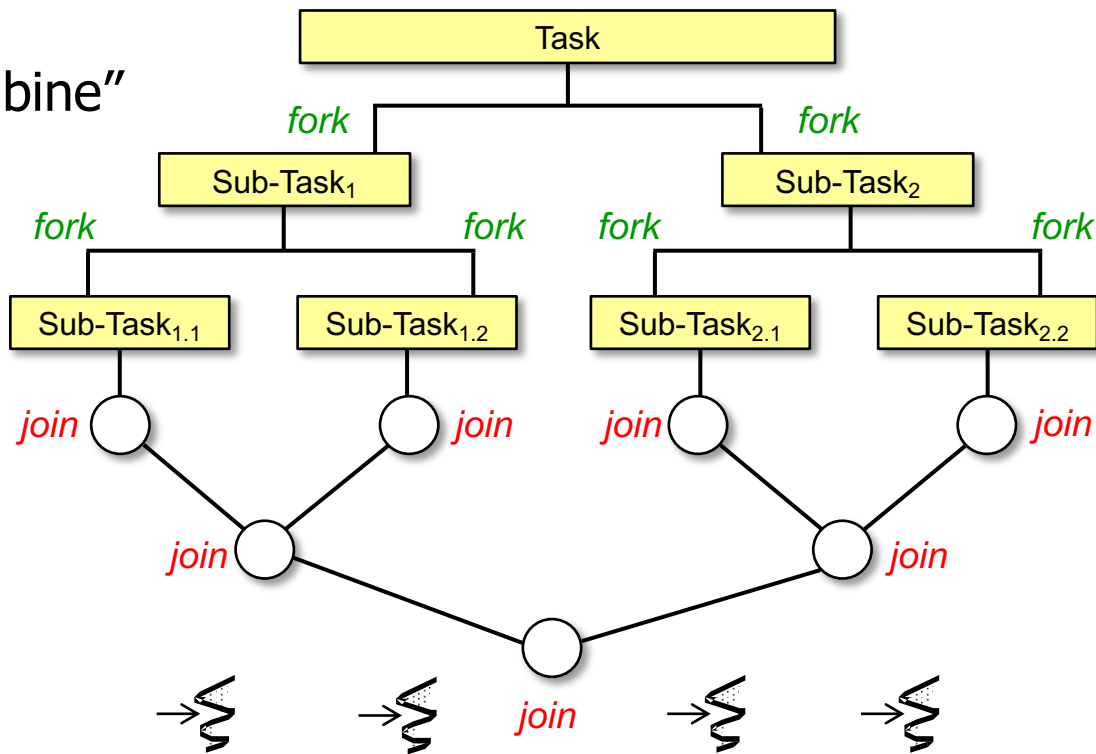 Task
bine”
fork fork
Sub-Task₁ Sub-Task₂
fork fork fork fork
Sub-Task₁.₁ Sub-Task₁.₂ Sub-Task₂.₁ Sub-Task₂.₂
join join join join
join join
join